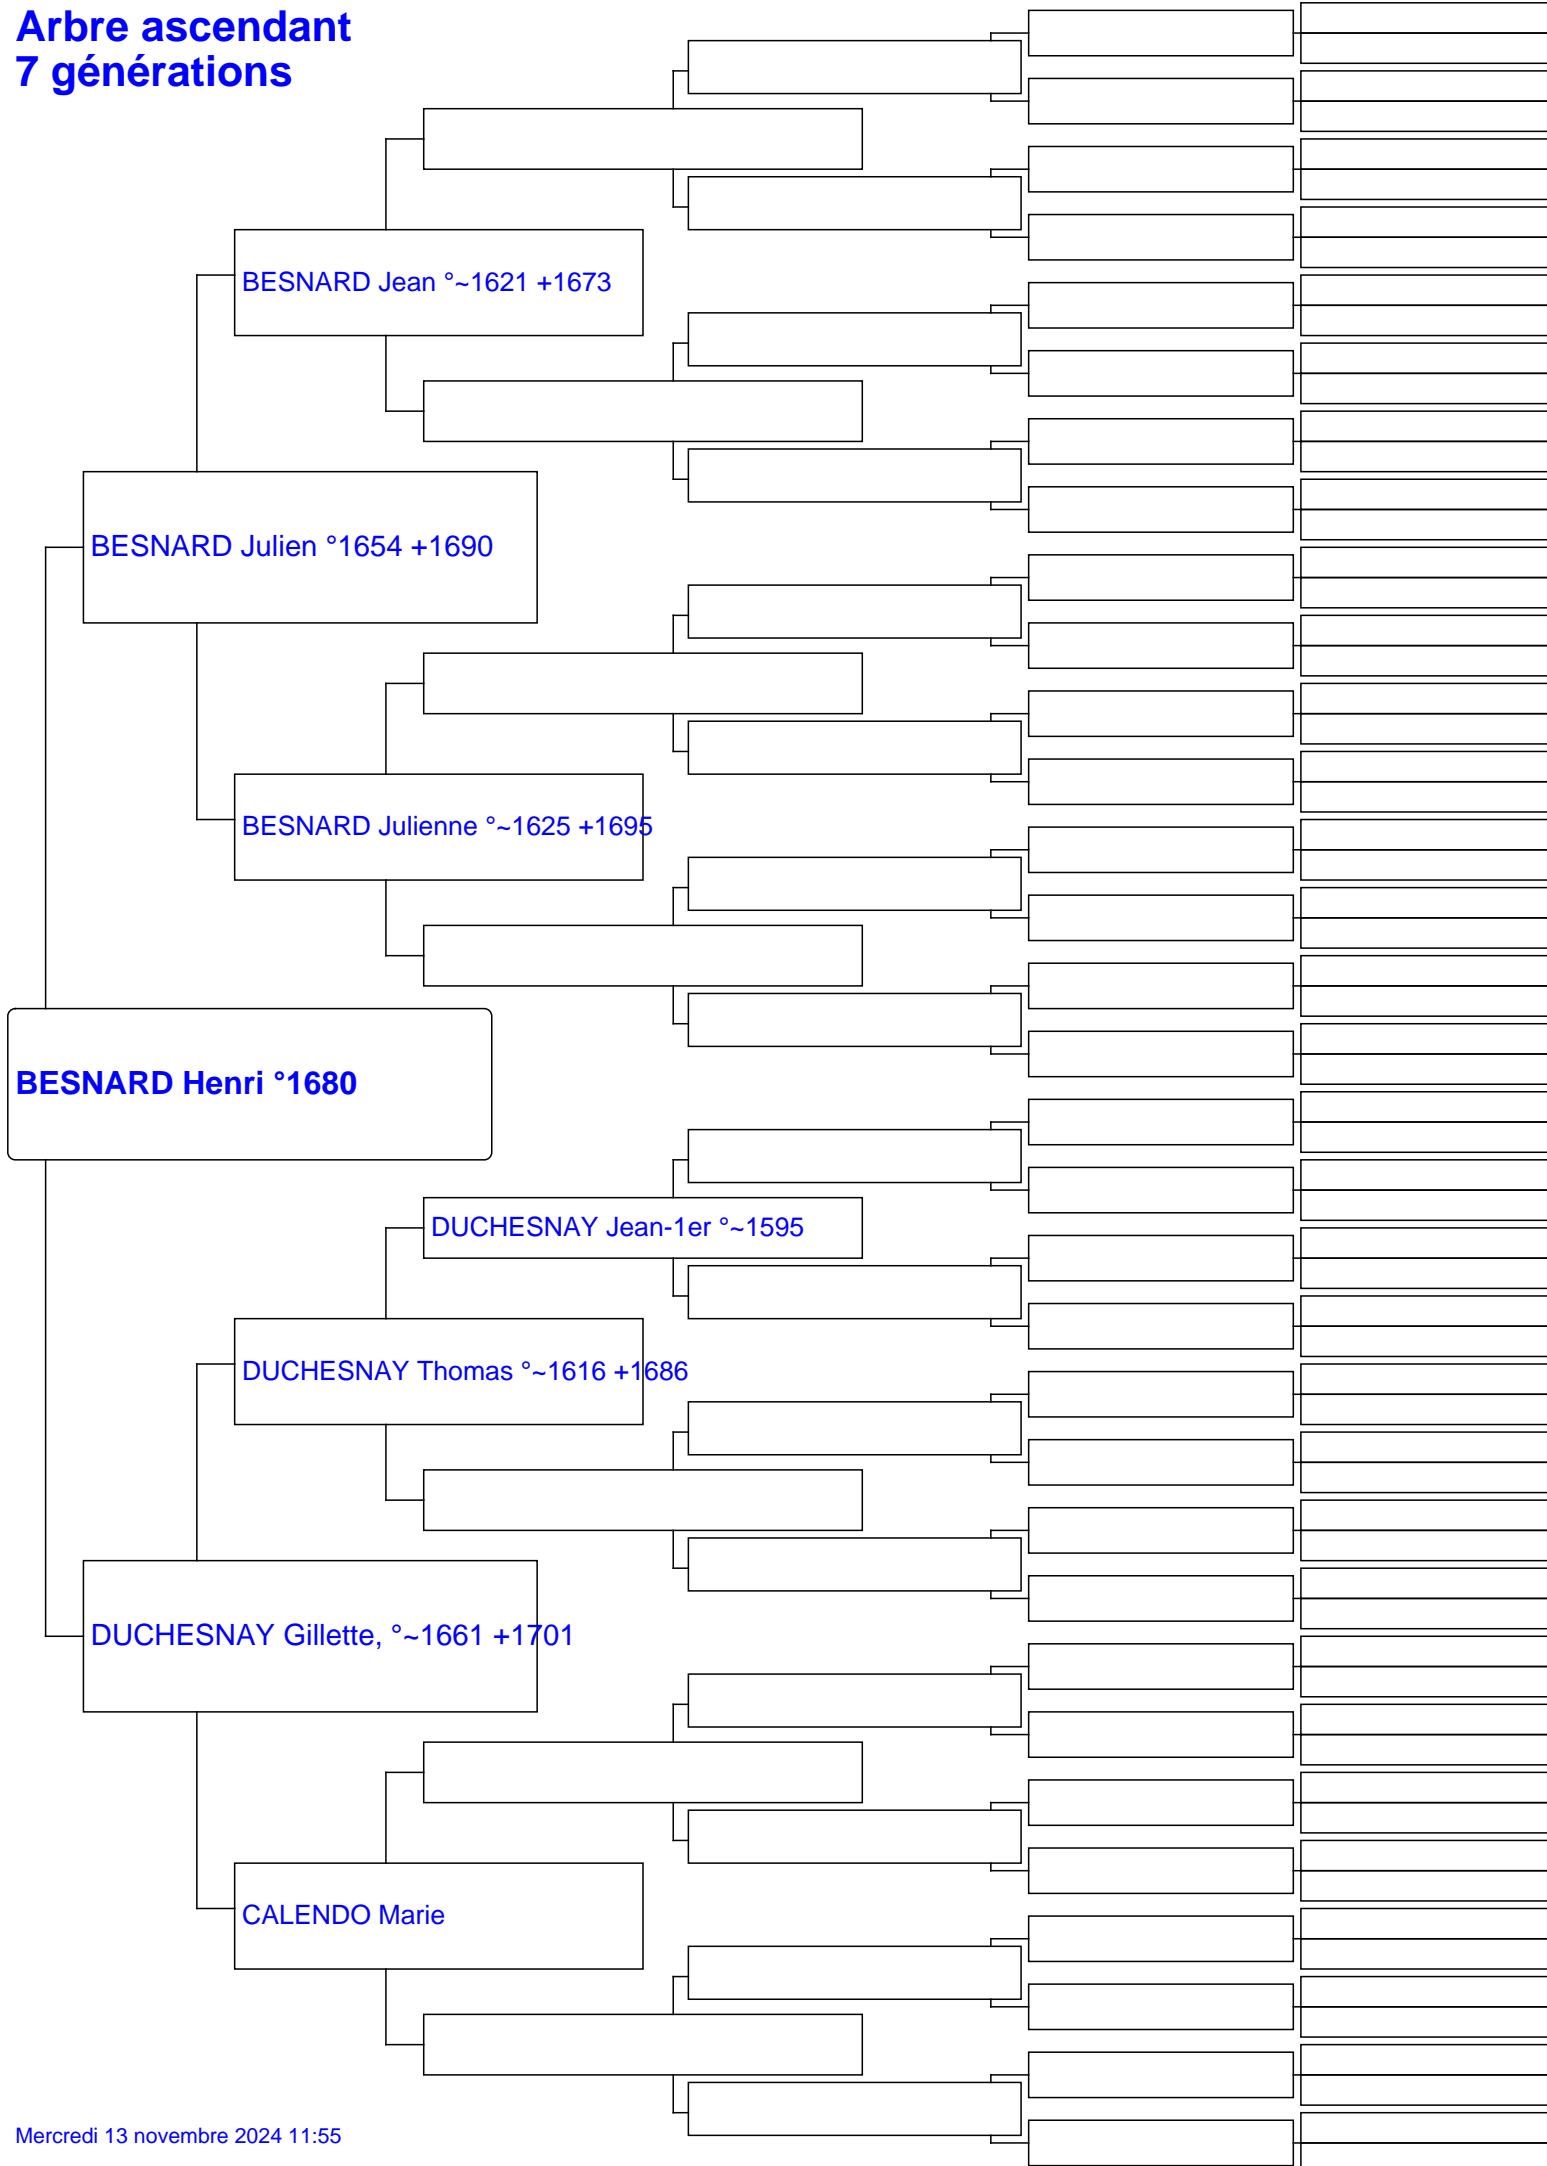 Arbre ascendant
7 générations
BESNARD Jean °~1621 +1673
BESNARD Julien °1654 +1690
BESNARD Julienne °~1625 +1695
BESNARD Henri °1680
DUCHESNAY Jean-1er °~1595
DUCHESNAY Thomas °~1616 +1686
DUCHESNAY Gillette, °~1661 +1701
CALENDO Marie
Mercredi 13 novembre 2024 11:55